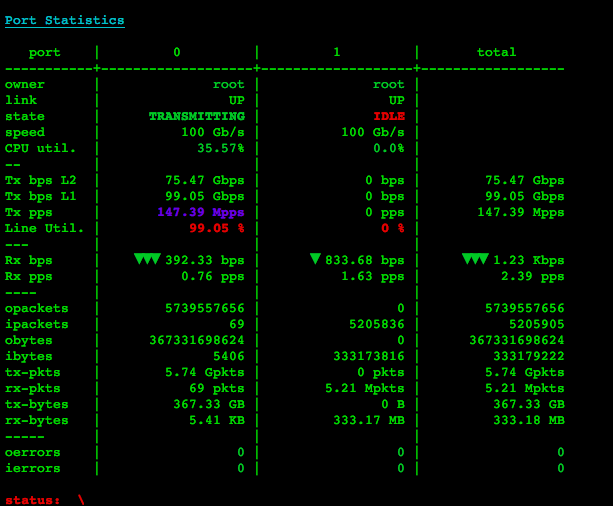 Port Statistics
port | 0 | 1 | total
-----------+-------------------+-------------------+------------------
owner | root | root |
link | UP | UP |
state | TRANSMITTING | IDLE |
speed | 100 Gb/s | 100 Gb/s |
CPU util. | 35.57% | 0.0% |
-- | | |
Tx bps L2 | 75.47 Gbps | 0 bps | 75.47 Gbps
Tx bps L1 | 99.05 Gbps | 0 bps | 99.05 Gbps
Tx pps | 147.39 Mpps | 0 pps | 147.39 Mpps
Line Util. | 99.05 % | 0 % |
--- | | |
Rx bps | ▼▼▼ 392.33 bps | ▼ 833.68 bps | ▼▼▼ 1.23 Kbps
Rx pps | 0.76 pps | 1.63 pps | 2.39 pps
---- | | |
opackets | 5739557656 | 0 | 5739557656
ipackets | 69 | 5205836 | 5205905
obytes | 367331698624 | 0 | 367331698624
ibytes | 5406 | 333173816 | 333179222
tx-pkts | 5.74 Gpkts | 0 pkts | 5.74 Gpkts
rx-pkts | 69 pkts | 5.21 Mpkts | 5.21 Mpkts
tx-bytes | 367.33 GB | 0 B | 367.33 GB
rx-bytes | 5.41 KB | 333.17 MB | 333.18 MB
----- | | |
oerrors | 0 | 0 | 0
ierrors | 0 | 0 | 0
status: \